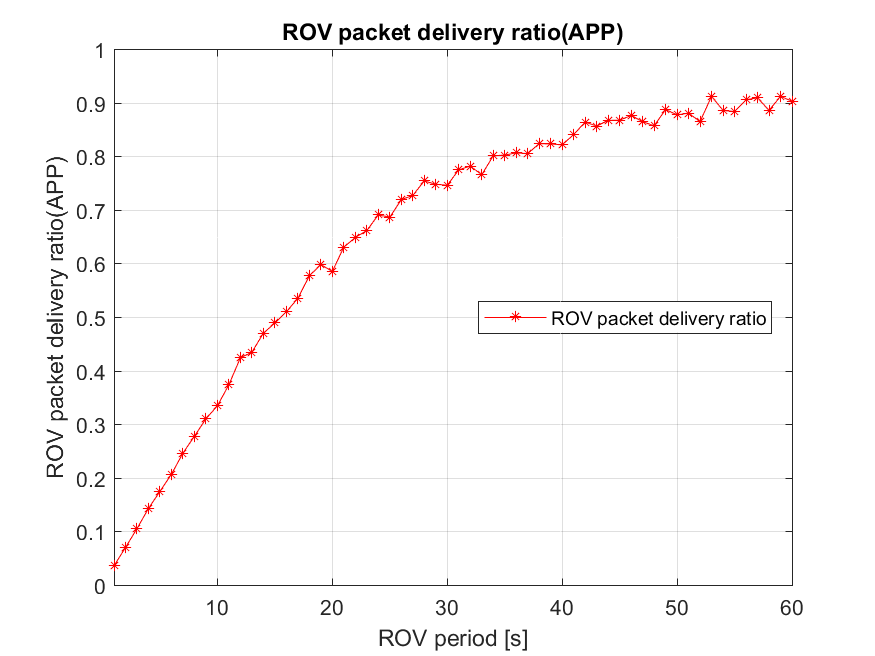 ROV packet delivery ratio(APP)
1
0.9
0.8
0.7
0.6
0.5
0.4
0.3
0.2
0.1
0
ROV packet delivery ratio(APP)
ROV packet delivery ratio
10 20 30 40 50 60
ROV period [s]